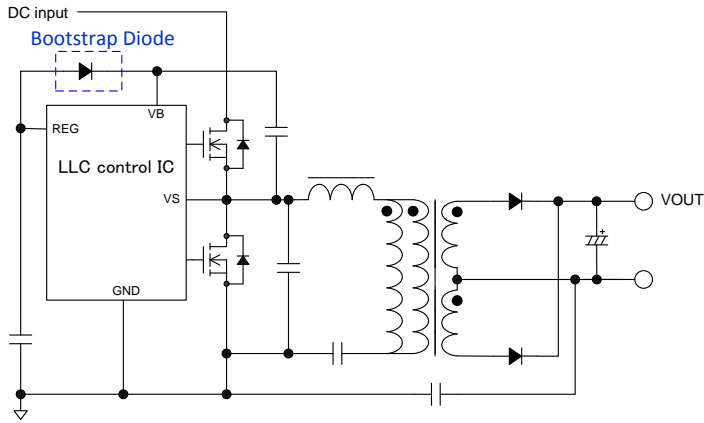 DC input
Bootstrap Diode
VB
REG
LLC control IC
VS
VOUT
GND
+